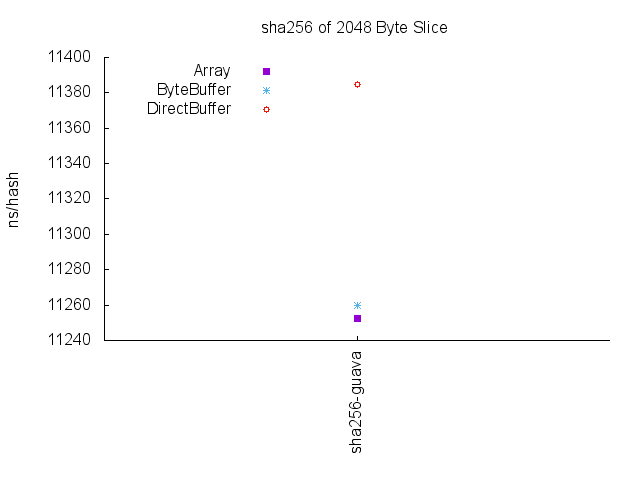 sha256 of 2048 Byte Slice
11400
11380
11360
11340
11320
11300
11280
11260
11240
ns/hash
Array
ByteBuffer
DirectBuffer
sha256-guava